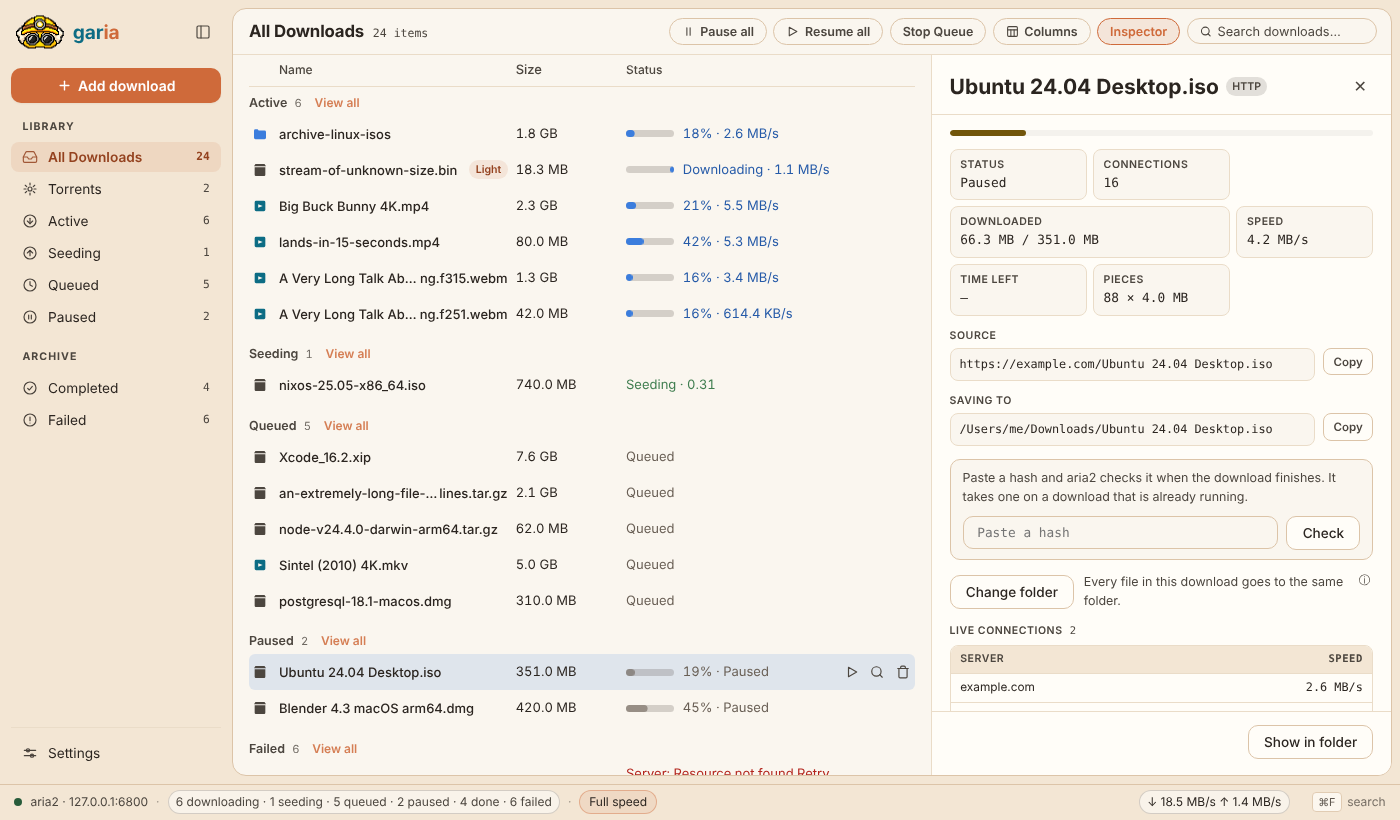 garia
+ Add download
LIBRARY
All Downloads 24
Torrents 2
Active 6
Seeding 1
Queued 5
Paused 2
ARCHIVE
Completed 4
Failed 6
Settings
All Downloads 24 items
Pause all
Resume all
Stop Queue
Columns
Inspector
Search downloads...
Name Size Status
Active 6 View all
archive-linux-isos 1.8 GB 18% · 2.6 MB/s
stream-of-unknown-size.bin Light 18.3 MB Downloading · 1.1 MB/s
Big Buck Bunny 4K.mp4 2.3 GB 21% · 5.5 MB/s
lands-in-15-seconds.mp4 80.0 MB 42% · 5.3 MB/s
A Very Long Talk Ab... ng.f315.webm 1.3 GB 16% · 3.4 MB/s
A Very Long Talk Ab... ng.f251.webm 42.0 MB 16% · 614.4 KB/s
Seeding 1 View all
nixos-25.05-x86_64.iso 740.0 MB Seeding · 0.31
Queued 5 View all
Xcode_16.2.xip 7.6 GB Queued
an-extremely-long-file-... lines.tar.gz 2.1 GB Queued
node-v24.4.0-darwin-arm64.tar.gz 62.0 MB Queued
Sintel (2010) 4K.mkv 5.0 GB Queued
postgresql-18.1-macos.dmg 310.0 MB Queued
Paused 2 View all
Ubuntu 24.04 Desktop.iso 351.0 MB 19% · Paused
Blender 4.3 macOS arm64.dmg 420.0 MB 45% · Paused
Failed 6 View all
Server: Resource not found Retry
Ubuntu 24.04 Desktop.iso HTTP
STATUS
Paused
CONNECTIONS
16
DOWNLOADED
66.3 MB / 351.0 MB
SPEED
4.2 MB/s
TIME LEFT
—
PIECES
88 × 4.0 MB
SOURCE
https://example.com/Ubuntu 24.04 Desktop.iso Copy
SAVING TO
/Users/me/Downloads/Ubuntu 24.04 Desktop.iso Copy
Paste a hash and aria2 checks it when the download finishes. It
takes one on a download that is already running.
Paste a hash Check
Change folder
Every file in this download goes to the same
folder.
LIVE CONNECTIONS 2
SERVER SPEED
example.com 2.6 MB/s
Show in folder
aria2 · 127.0.0.1:6800 · 6 downloading · 1 seeding · 5 queued · 2 paused · 4 done · 6 failed · Full speed
↓ 18.5 MB/s ↑ 1.4 MB/s ⌘F search